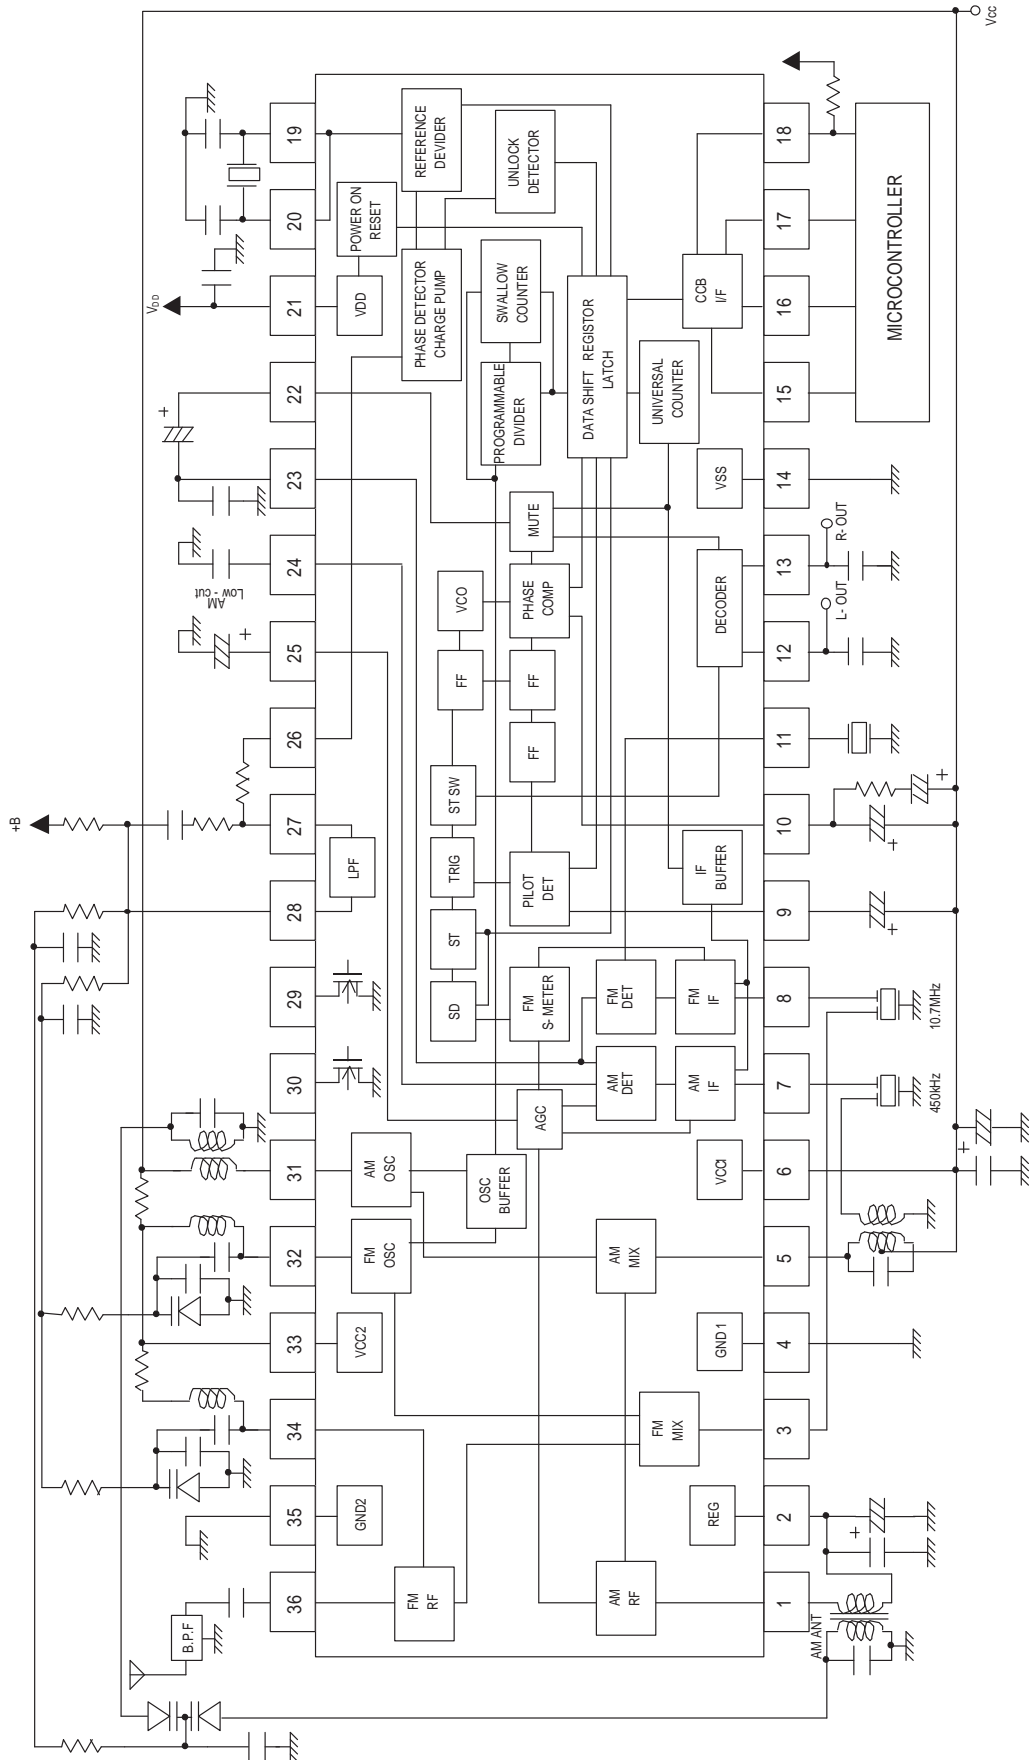 Vcc
VDD
+B
AM
Low - cut
B.P.F
36
35
34
33
32
31
30
29
28
27
26
25
24
23
22
21
20
19
+
+
FM
RF
GND2
VCC2
FM
OSC
AM
OSC
OSC
BUFFER
AGC
SD
ST
TRIG
ST SW
FF
VCO
LPF
FM
S- METER
PILOT
DET
FF
FF
PHASE
COMP
MUTE
PROGRAMMABLE
DIVIDER
SWALLOW
COUNTER
PHASE DETECTOR
CHARGE PUMP
VDD
POWER ON
RESET
REFERENCE
DEVIDER
UNLOCK
DETECTOR
DATA SHIFT REGISTOR
LATCH
UNIVERSAL
COUNTER
CCB
I/F
AM
RF
REG
FM
MIX
GND 1
AM
MIX
VCC1
AM
DET
AM
IF
FM
DET
FM
IF
IF
BUFFER
DECODER
VSS
1
2
3
4
5
6
7
8
9
10
11
12
13
14
15
16
17
18
AM ANT
+
+
450kHz
10.7MHz
+
+
+
L- OUT
R- OUT
MICROCONTROLLER